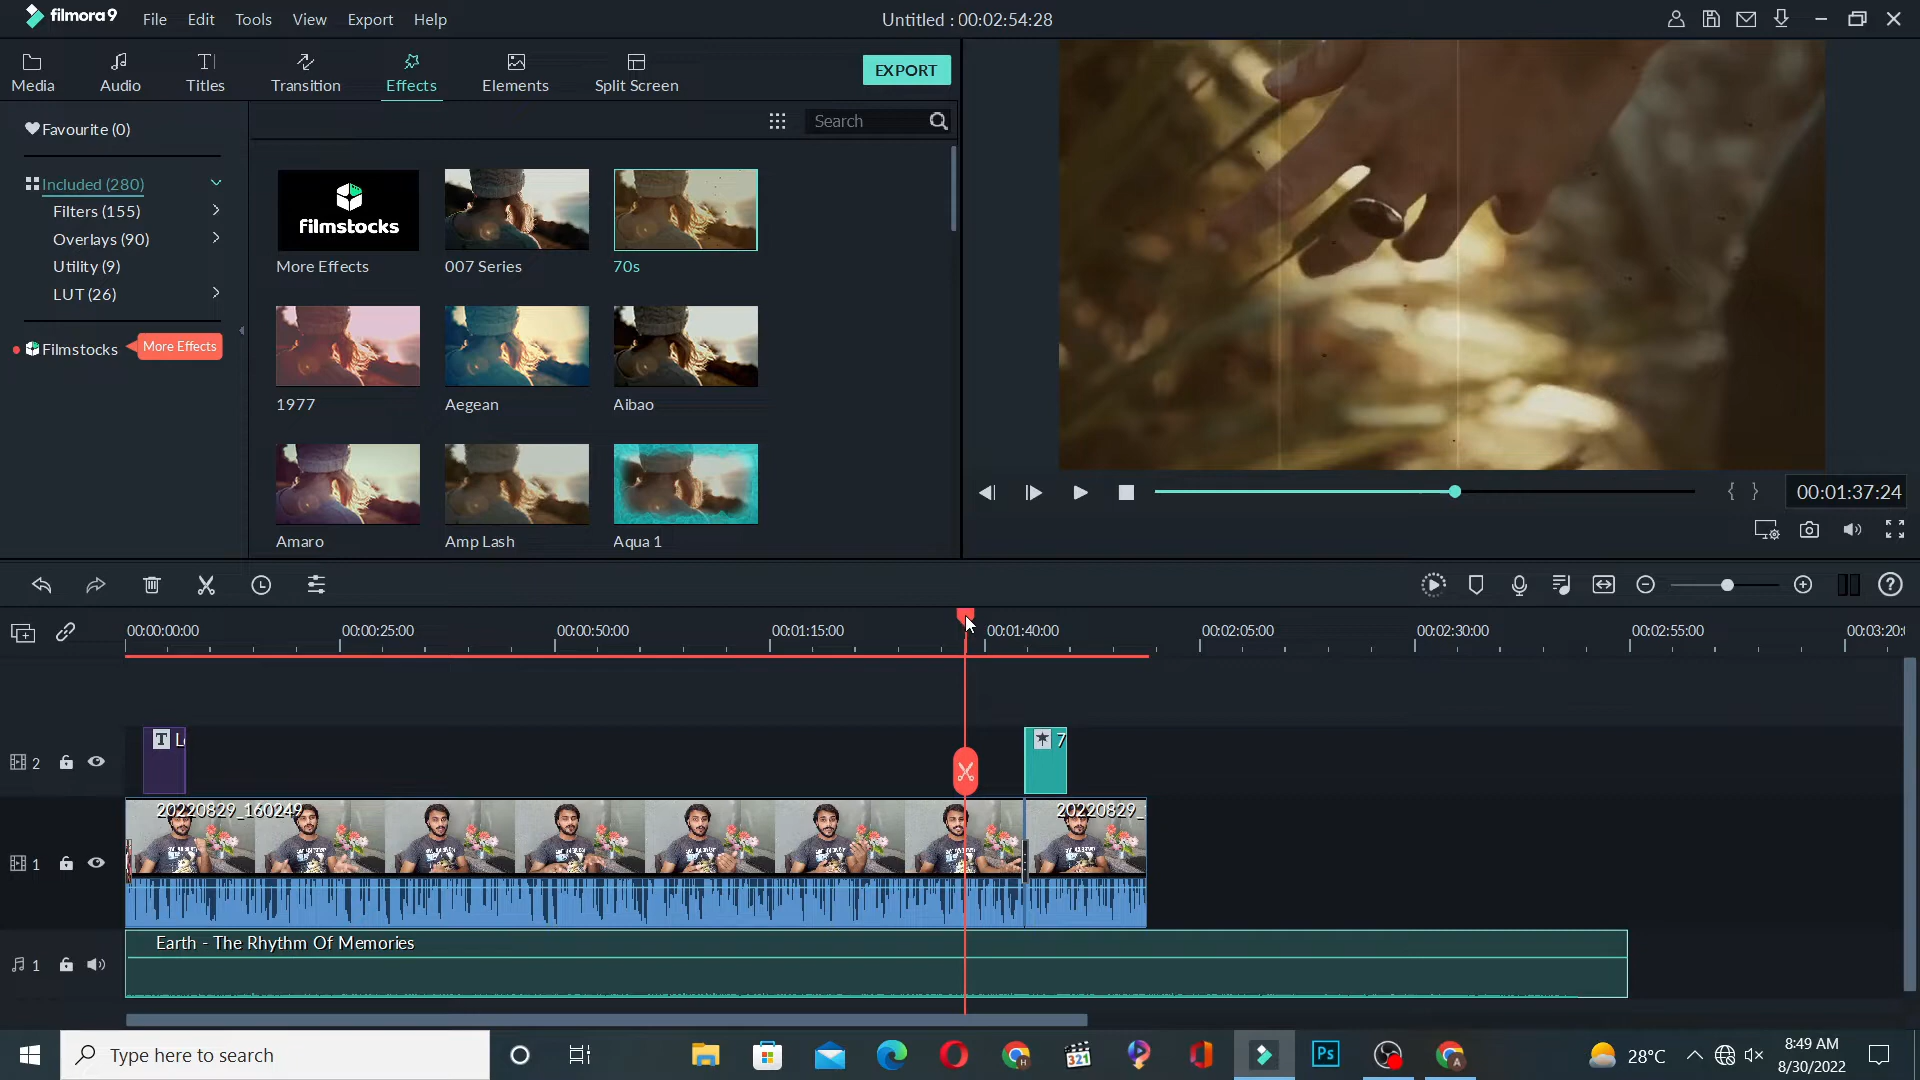 filmora9 File Edit Tools View Export Help Untitled : 00:02:54:28
Media Audio Titles Transition Effects Elements Split Screen EXPORT
Favourite (0)
Search
Included (280)
Filters (155)
Overlays (90)
Utility (9)
LUT (26)
Filmstocks More Effects
filmstocks
More Effects 007 Series 70s
1977 Aegean Aibao
Amaro Amp Lash Aqua 1
00:01:37:24
00:00:00:00 00:00:25:00 00:00:50:00 00:01:15:00 00:01:40:00 00:02:05:00 00:02:30:00 00:02:55:00 00:03:20:
2 T 7
1 20220829_160249 20220829_
1 Earth - The Rhythm Of Memories
Type here to search
321
Ps
28°C
8:49 AM
8/30/2022